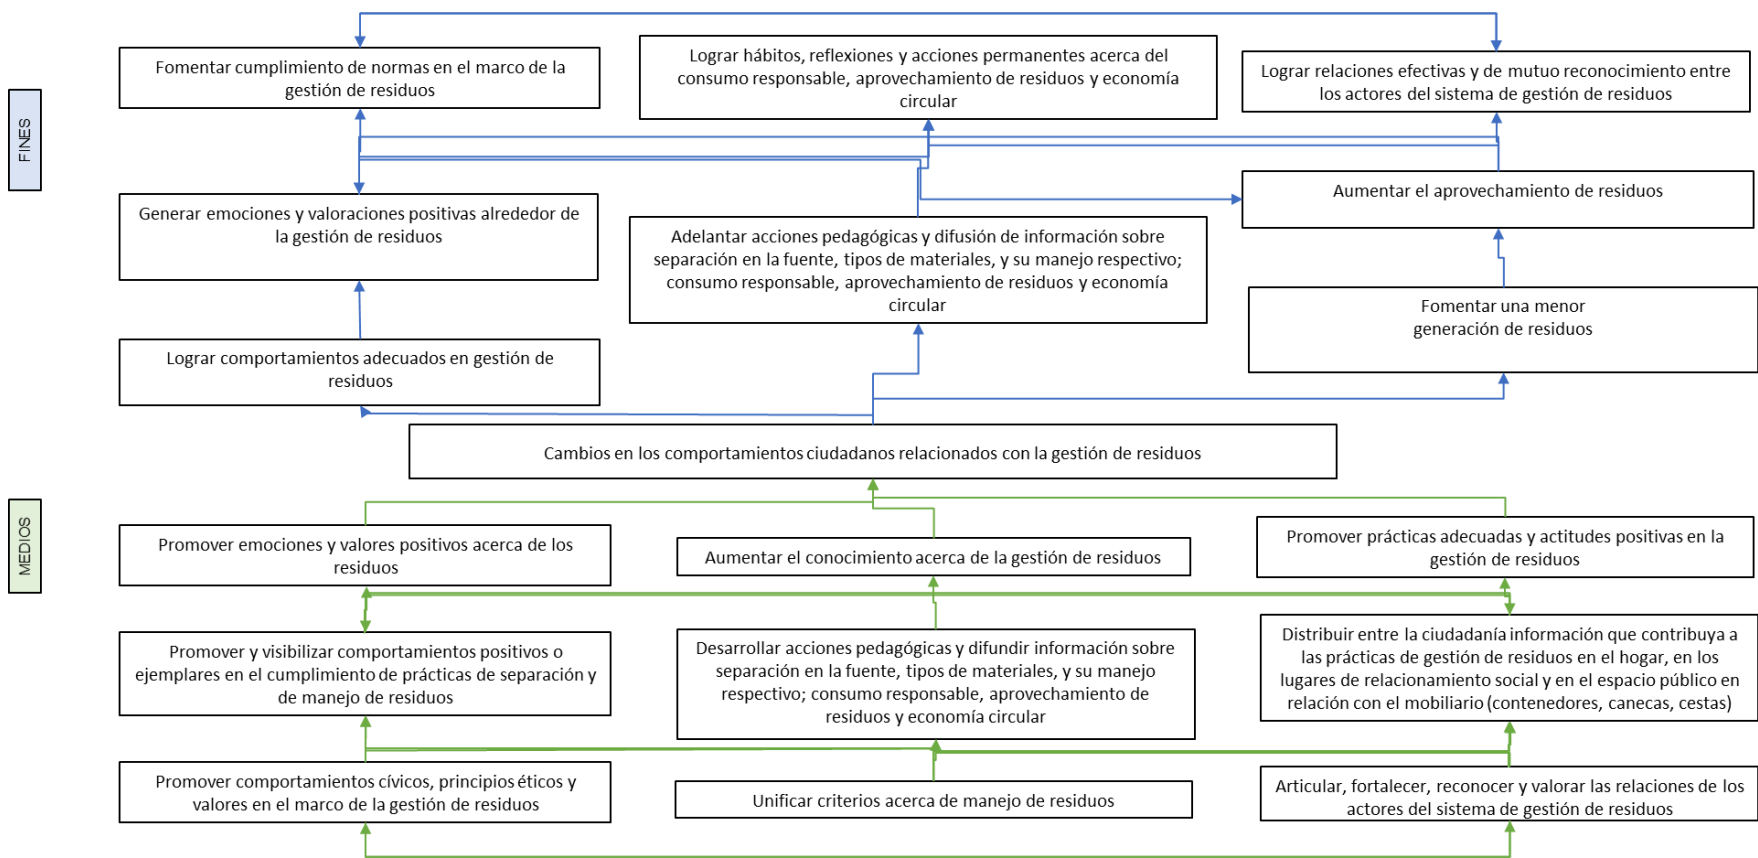 FINES
Fomentar cumplimiento de normas en el marco de la
gestión de residuos
Lograr hábitos, reflexiones y acciones permanentes acerca del
consumo responsable, aprovechamiento de residuos y economía
circular
Lograr relaciones efectivas y de mutuo reconocimiento entre
los actores del sistema de gestión de residuos
Generar emociones y valoraciones positivas alrededor de
la gestión de residuos
Adelantar acciones pedagógicas y difusión de información sobre
separación en la fuente, tipos de materiales, y su manejo respectivo;
consumo responsable, aprovechamiento de residuos y economía
circular
Aumentar el aprovechamiento de residuos
Lograr comportamientos adecuados en gestión de
residuos
Fomentar una menor
generación de residuos
Cambios en los comportamientos ciudadanos relacionados con la gestión de residuos
MEDIOS
Promover emociones y valores positivos acerca de los
residuos
Aumentar el conocimiento acerca de la gestión de residuos
Promover prácticas adecuadas y actitudes positivas en la
gestión de residuos
Promover y visibilizar comportamientos positivos o
ejemplares en el cumplimiento de prácticas de separación y
de manejo de residuos
Desarrollar acciones pedagógicas y difundir información sobre
separación en la fuente, tipos de materiales, y su manejo
respectivo; consumo responsable, aprovechamiento de
residuos y economía circular
Distribuir entre la ciudadanía información que contribuya a
las prácticas de gestión de residuos en el hogar, en los
lugares de relacionamiento social y en el espacio público en
relación con el mobiliario (contenedores, canecas, cestas)
Promover comportamientos cívicos, principios éticos y
valores en el marco de la gestión de residuos
Unificar criterios acerca de manejo de residuos
Articular, fortalecer, reconocer y valorar las relaciones de los
actores del sistema de gestión de residuos